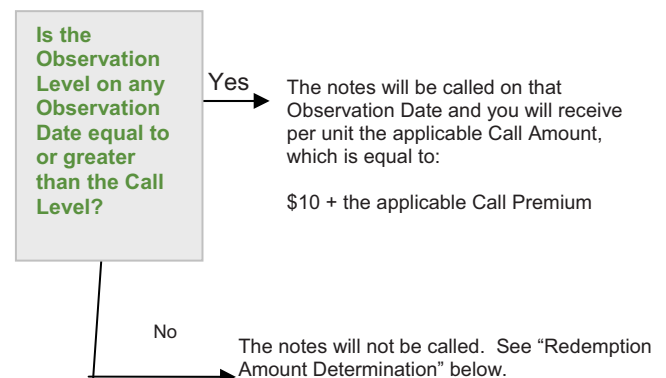 Is the
Observation
Level on any
Observation
Date equal to
or greater
than the Call
Level?
Yes
The notes will be called on that
Observation Date and you will receive
per unit the applicable Call Amount,
which is equal to:
$10 + the applicable Call Premium
No
The notes will not be called.  See “Redemption
Amount Determination” below.